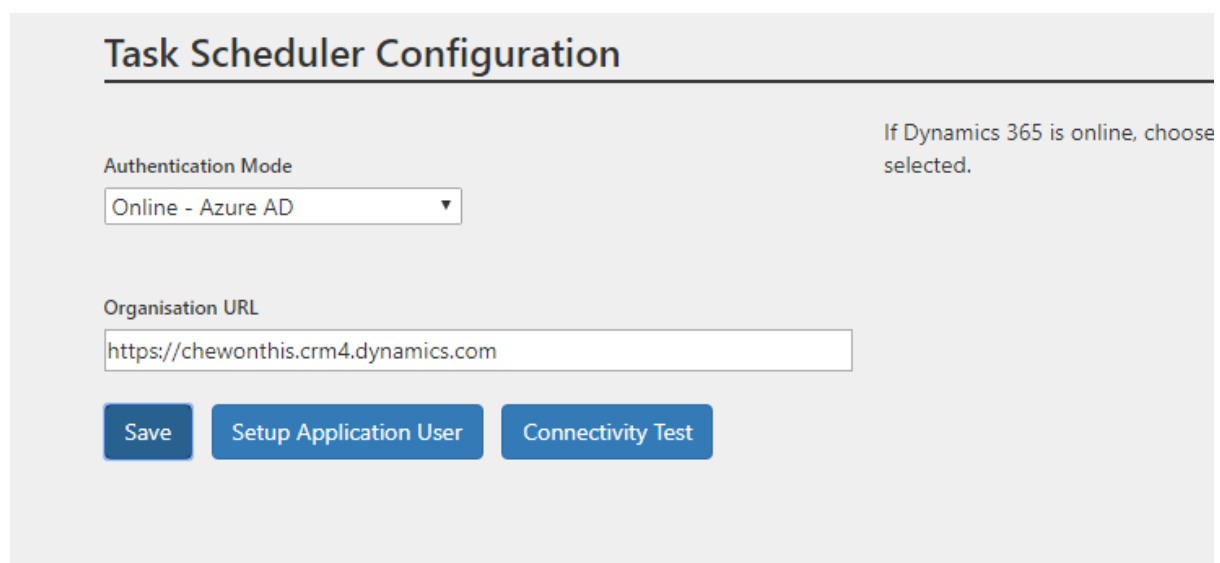 Task Scheduler Configuration
If Dynamics 365 is online, choose
selected.
Authentication Mode
Online - Azure AD
Organisation URL
https://chewonthis.crm4.dynamics.com
Save
Setup Application User
Connectivity Test